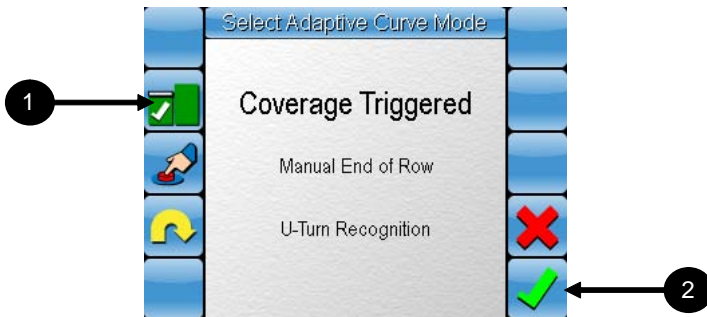 Select Adaptive Curve Mode
1
Coverage Triggered
Manual End of Row
U-Turn Recognition
2